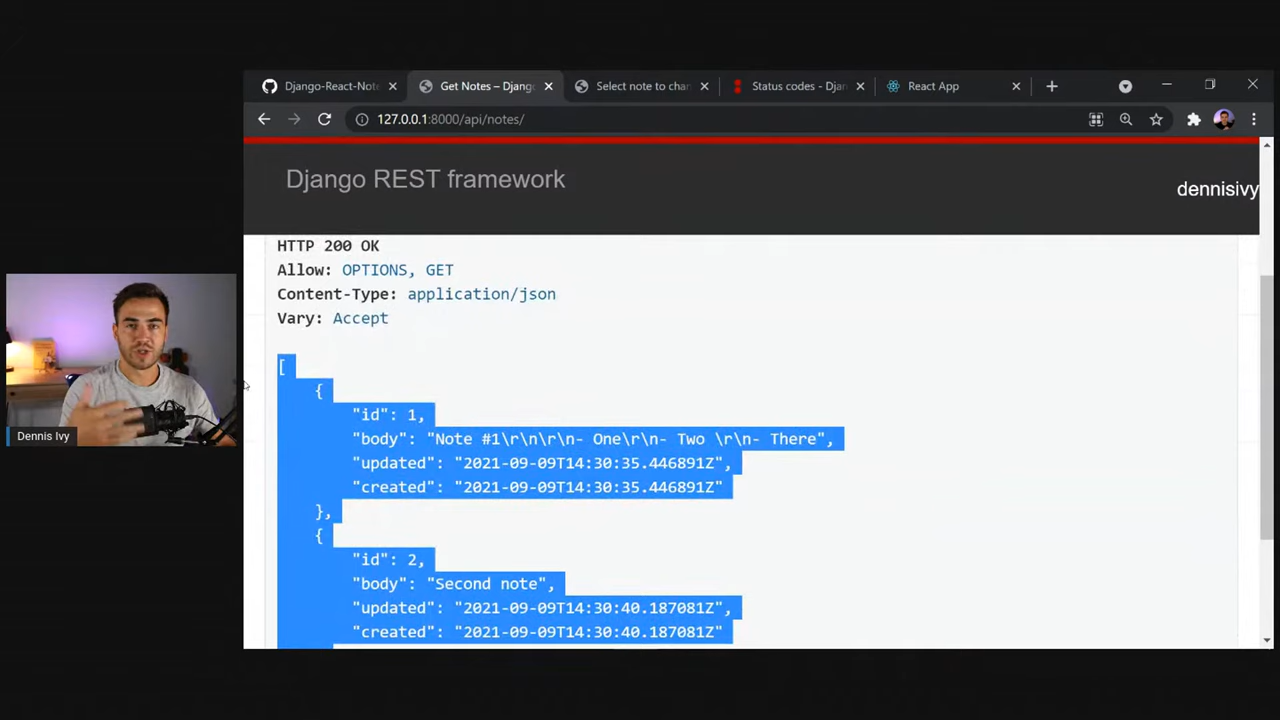 Django-React-Note
Get Notes – Django
Select note to chan
Status codes - Djan
React App
127.0.0.1:8000/api/notes/
Django REST framework
dennisivy
HTTP 200 OK
Allow: OPTIONS, GET
Content-Type: application/json
Vary: Accept
[
{
"id": 1,
"body": "Note #1\r\n\r\n- One\r\n- Two \r\n- There",
"updated": "2021-09-09T14:30:35.446891Z",
"created": "2021-09-09T14:30:35.446891Z"
},
{
"id": 2,
"body": "Second note",
"updated": "2021-09-09T14:30:40.187081Z",
"created": "2021-09-09T14:30:40.187081Z"
Dennis Ivy